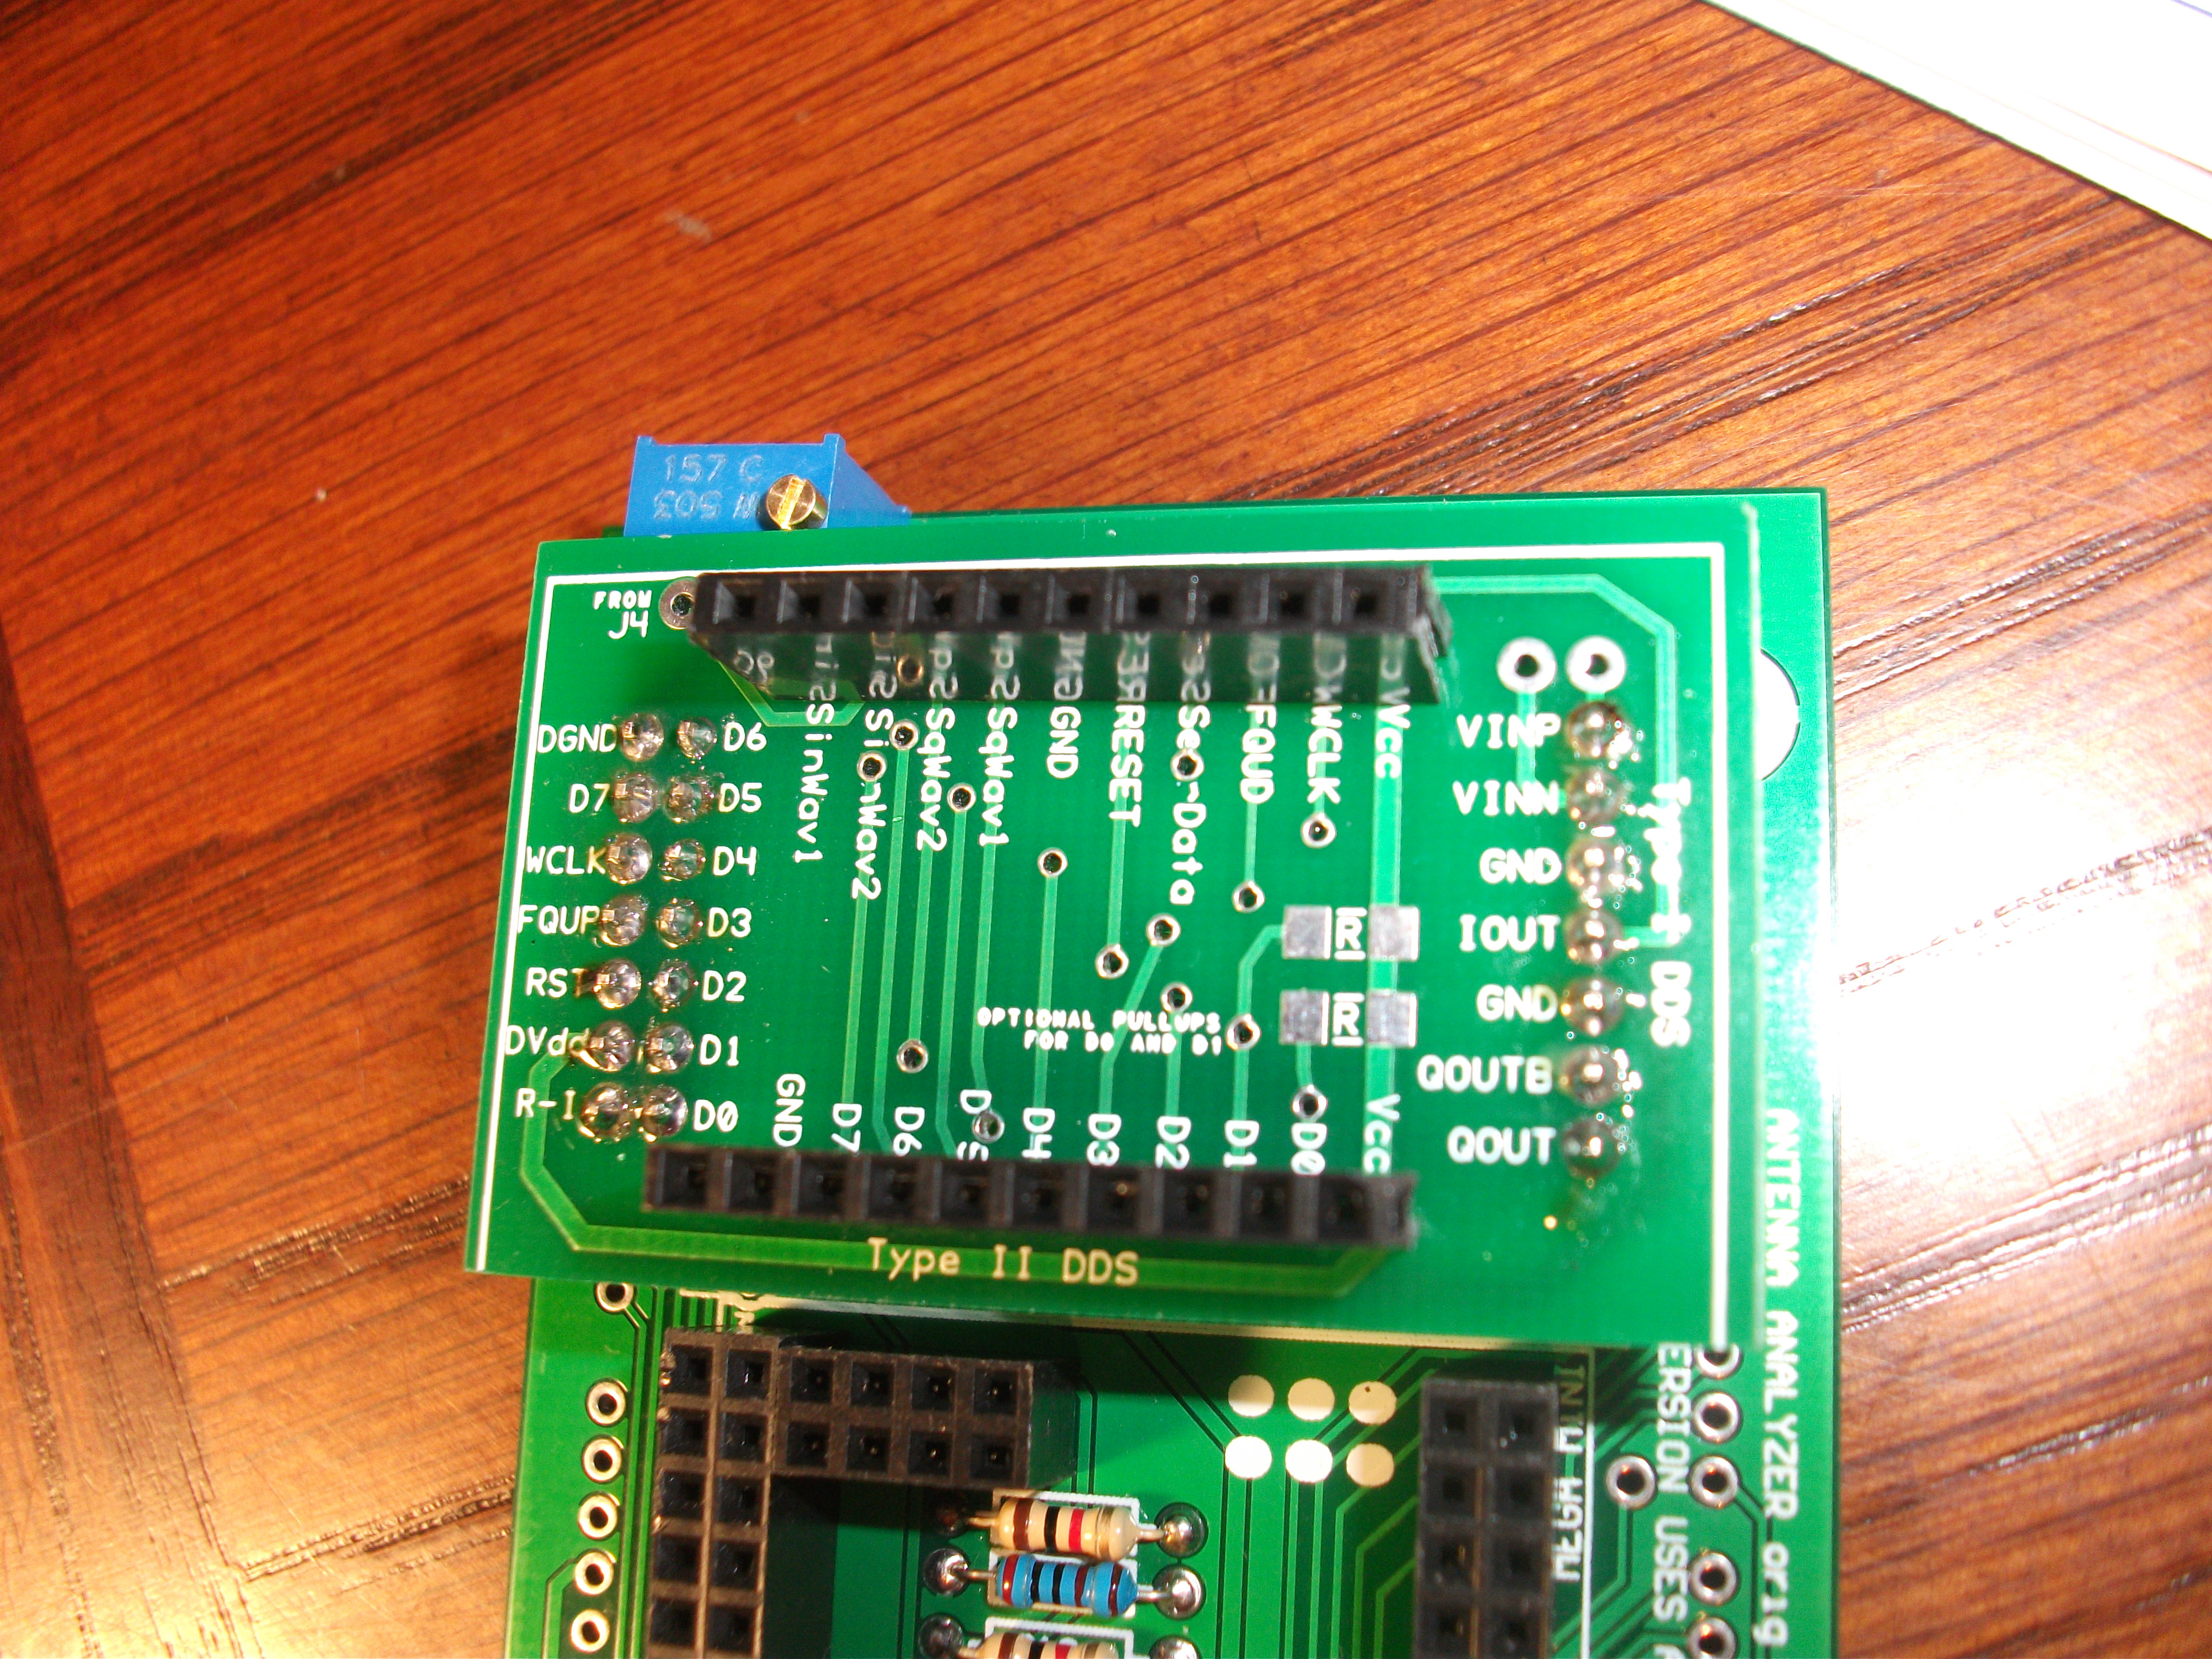 157 C
W 503
FROM
J4
DGND
D6
D7
D5
WCLK
D4
FQUP
D3
RST
D2
DVdd
D1
R-I
D0
SinWav1
SinWav2
SqWav2
SqWav1
GND
RESET
Se-Data
FQUD
WCLK
Vcc
R
R
OPTIONAL PULLUPS
FOR D0 AND D1
GND
D7
D6
D5
D4
D3
D2
D1
D0
Vcc
Type II DDS
VINP
VINN
GND
IOUT
GND
QOUTB
QOUT
Type-I DDS
ANTENNA ANALYZER orig
ERSION USES A